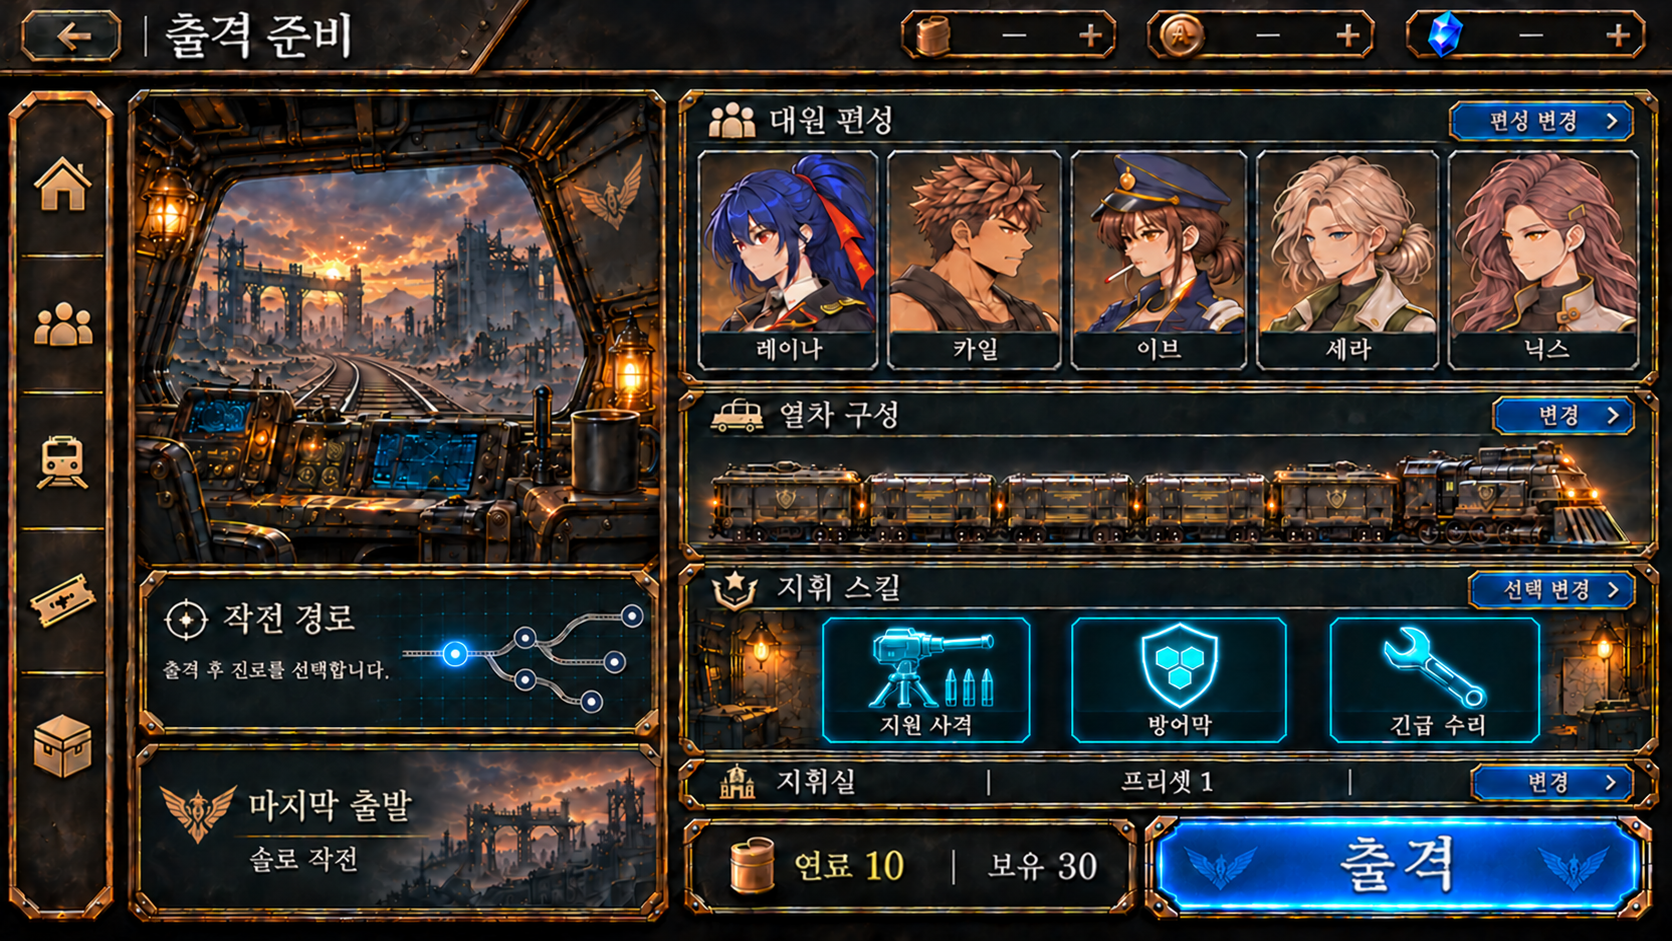 출격 준비
대원 편성
편성 변경
레이나
카일
이브
세라
닉스
열차 구성
변경
작전 경로
출격 후 진로를 선택합니다.
지휘 스킬
선택 변경
지원 사격
방어막
긴급 수리
마지막 출발
솔로 작전
지휘실 | 프리셋 1 | 변경
연료 10 | 보유 30
출격